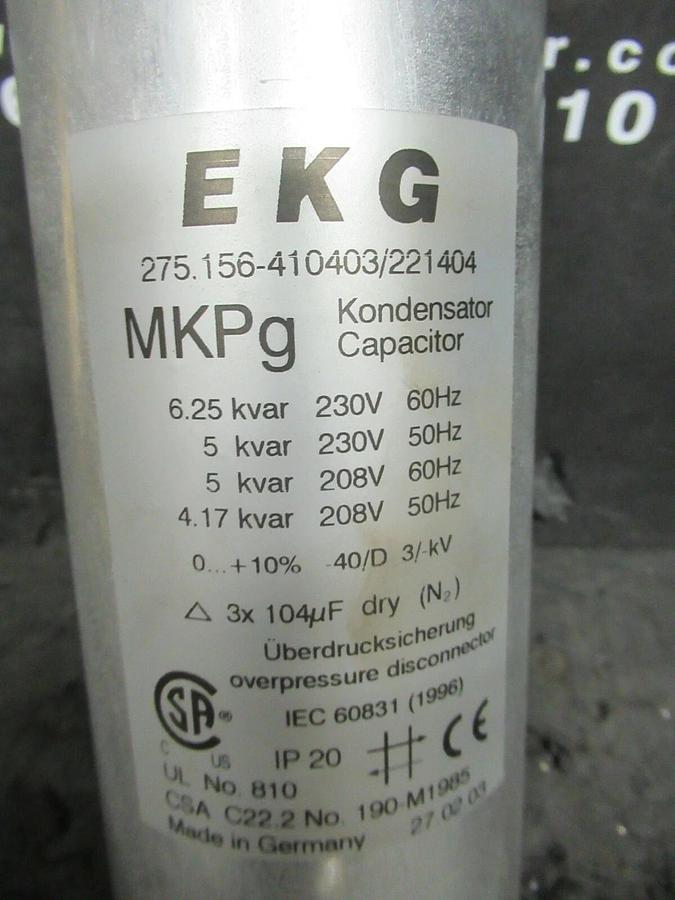 r.co
10
EKG
275.156-410403/221404
MKPg Kondensator
Capacitor
6.25 kvar 230V 60Hz
5 kvar 230V 50Hz
5 kvar 208V 60Hz
4.17 kvar 208V 50Hz
0...+10% -40/D 3/-kV
△ 3x 104µF dry (N₂)
Überdrucksicherung
overpressure disconnector
SA ®
C US
IEC 60831 (1996)
IP 20 CE
UL No. 810
CSA C22.2 No. 190-M1985
Made in Germany 27 02 03